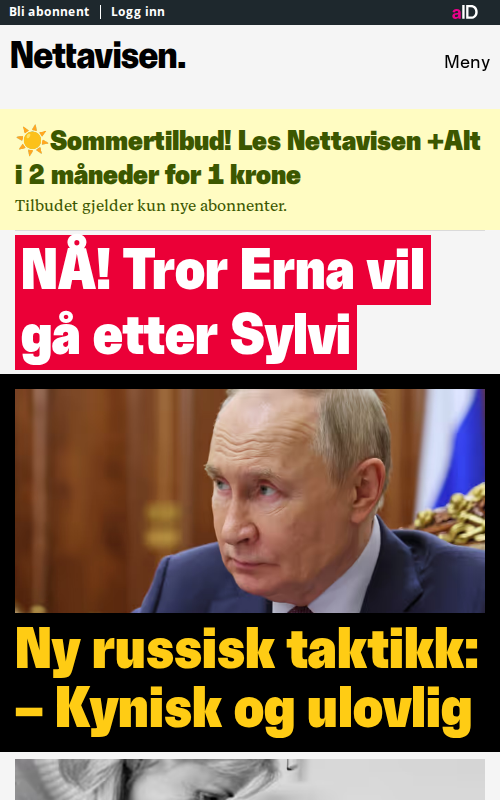 Bli abonnent | Logg inn
aID
Nettavisen.
Meny
☀️Sommertilbud! Les Nettavisen +Alt
i 2 måneder for 1 krone
Tilbudet gjelder kun nye abonnenter.
NÅ! Tror Erna vil
gå etter Sylvi
Ny russisk taktikk:
– Kynisk og ulovlig